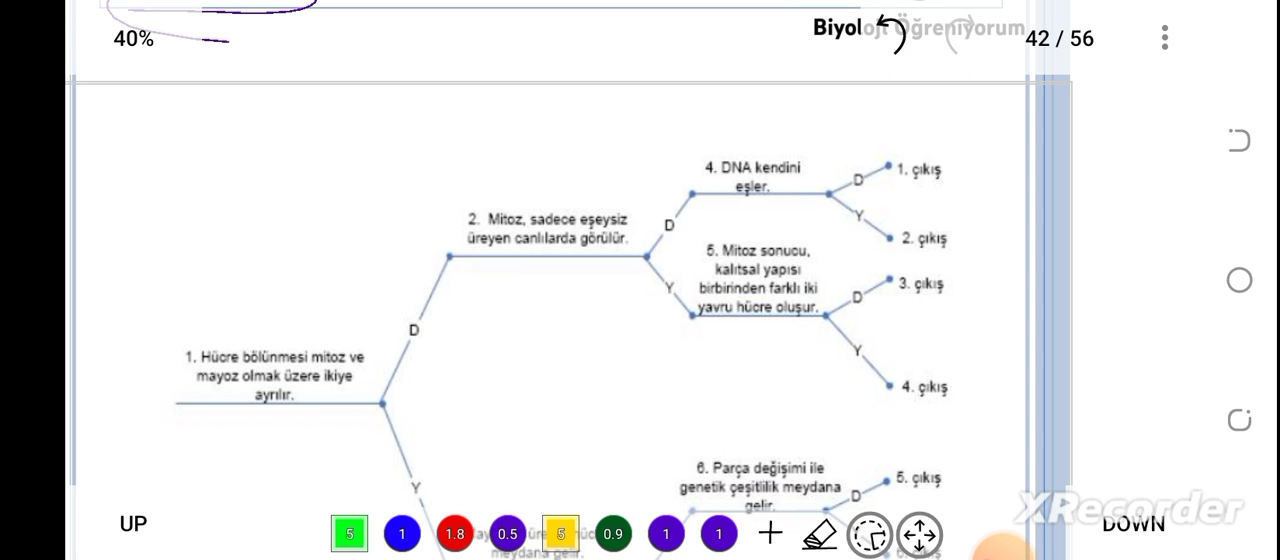 40%
Biyoloji Öğreniyorum
42 / 56
4. DNA kendini
eşler.
D
1. çıkış
Y
2. çıkış
2. Mitoz, sadece eşeysiz
üreyen canlılarda görülür.
D
Y
5. Mitoz sonucu,
kalıtsal yapısı
birbirinden farklı iki
yavru hücre oluşur.
D
3. çıkış
Y
4. çıkış
1. Hücre bölünmesi mitoz ve
mayoz olmak üzere ikiye
ayrılır.
D
Y
6. Parça değişimi ile
genetik çeşitlilik meydana
gelir.
D
5. çıkış
XRecorder
UP
5
1
1.8
0.5
5
0.9
1
1
DOWN
meydana gelir.